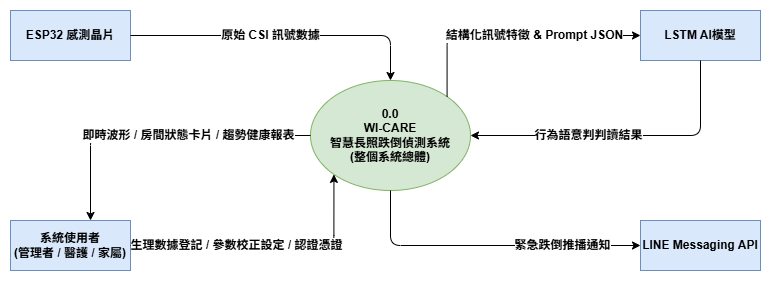 ESP32 感測晶片
原始 CSI 訊號數據
結構化訊號特徵 & Prompt JSON
LSTM AI模型
0.0
WI-CARE
智慧長照跌倒偵測系統
(整個系統總體)
即時波形 / 房間狀態卡片 / 趨勢健康報表
行為語意判判讀結果
系統使用者
(管理者 / 醫護 / 家屬)
生理數據登記 / 參數校正設定 / 認證憑證
緊急跌倒推播通知
LINE Messaging API